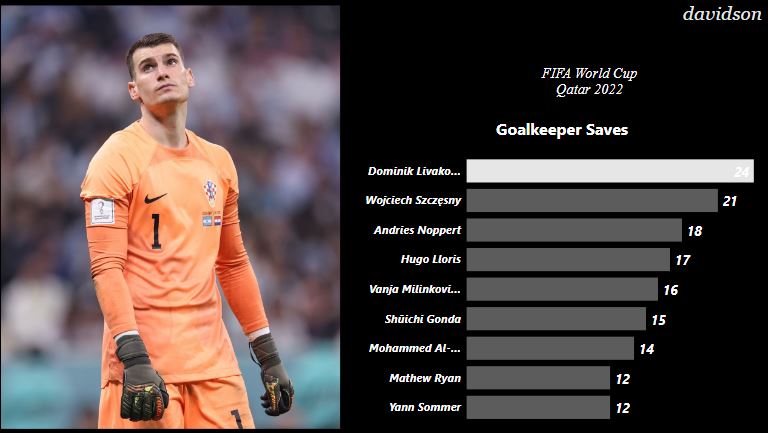 davidson
FIFA World Cup
Qatar 2022
Goalkeeper Saves
Dominik Livako... 24
Wojciech Szczęsny 21
Andries Noppert 18
Hugo Lloris 17
Vanja Milinkovi... 16
Shūichi Gonda 15
Mohammed Al-... 14
Mathew Ryan 12
Yann Sommer 12
1
1